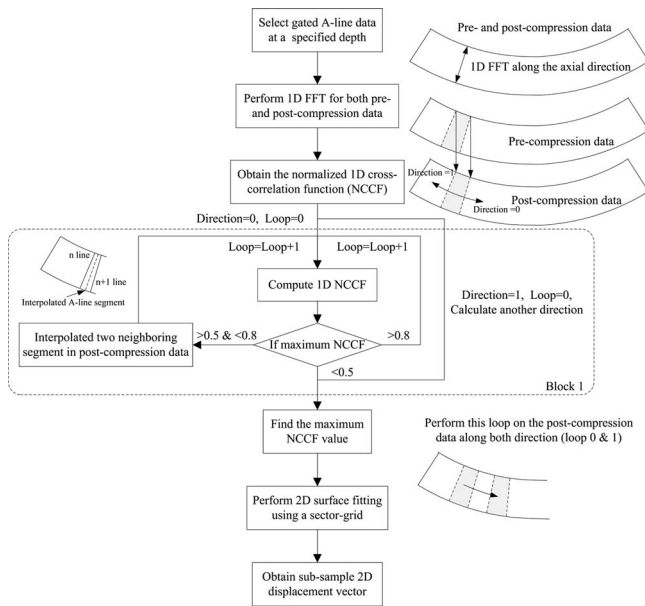 Select gated A-line data
at a specified depth
Perform 1D FFT for both pre-
and post-compression data
Obtain the normalized 1D cross-
correlation function (NCCF)
Direction=0, Loop=0
Loop=Loop+1
Loop=Loop+1
Compute 1D NCCF
If maximum NCCF
>0.5 & <0.8
>0.8
<0.5
Interpolated two neighboring
segment in post-compression data
n line
n+1 line
Interpolated A-line segment
Direction=1, Loop=0,
Calculate another direction
Block 1
Find the maximum
NCCF value
Perform 2D surface fitting
using a sector-grid
Obtain sub-sample 2D
displacement vector
Pre- and post-compression data
1D FFT along the axial direction
Pre-compression data
Direction =1
Post-compression data
Direction =0
Perform this loop on the post-compression
data along both direction (loop 0 & 1)